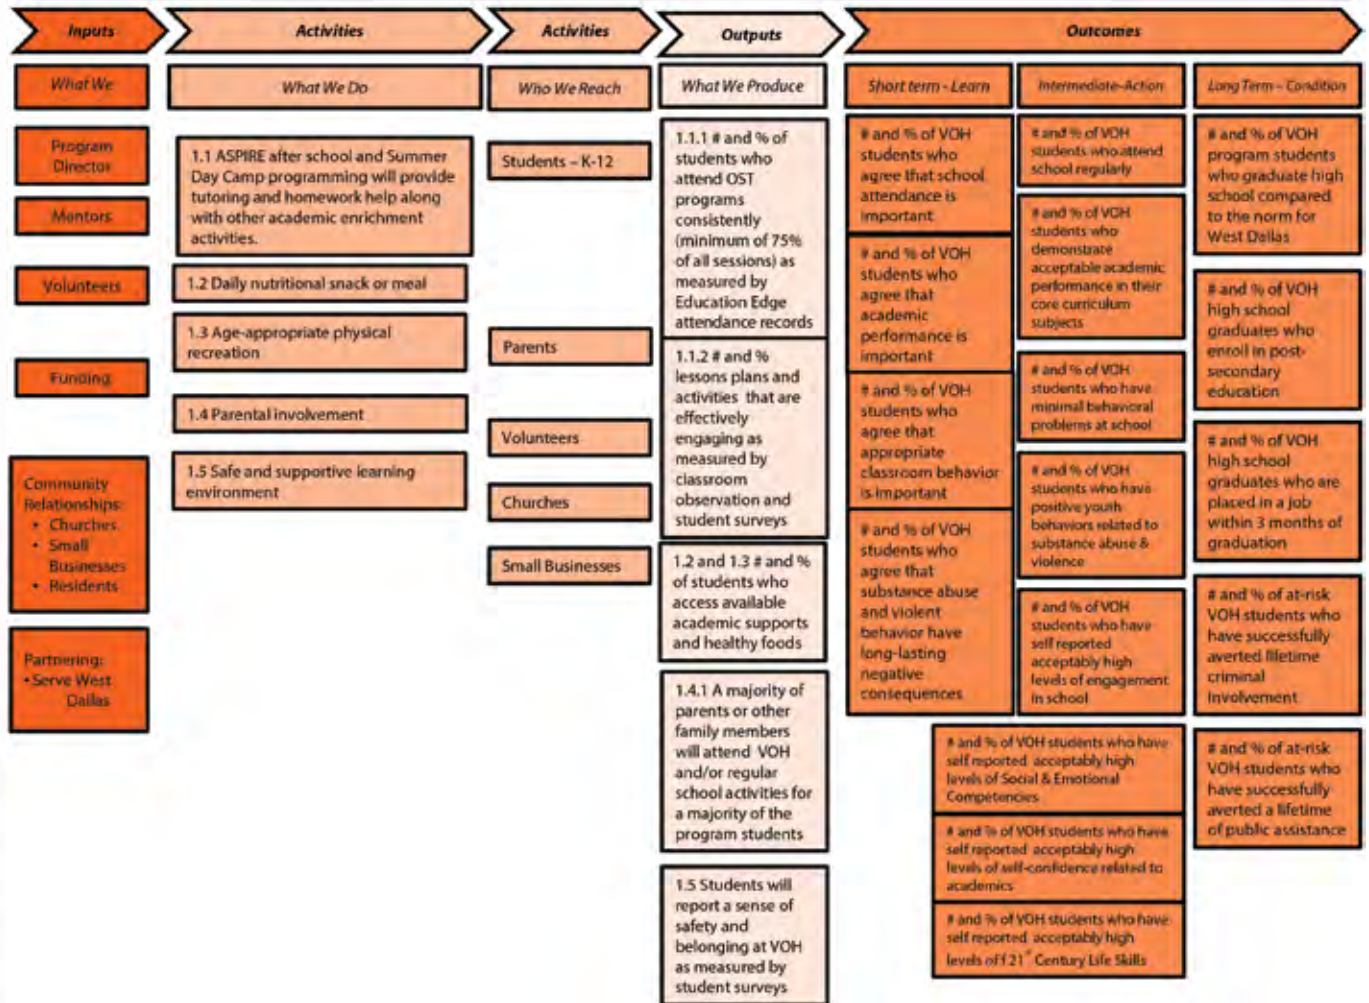 Inputs
Activities
Activities
Outputs
Outcomes
What We
What We Do
Who We Reach
What We Produce
Short term - Learn
Intermediate-Action
Long Term – Condition
Program
Director
Mentors
Volunteers
Funding
Community
Relationships:
• Churches
• Small
Businesses
• Residents
Partnering:
• Serve West
Dallas
1.1 ASPIRE after school and Summer
Day Camp programming will provide
tutoring and homework help along
with other academic enrichment
activities.
1.2 Daily nutritional snack or meal
1.3 Age-appropriate physical
recreation
1.4 Parental involvement
1.5 Safe and supportive learning
environment
Students – K-12
Parents
Volunteers
Churches
Small Businesses
1.1.1 # and % of
students who
attend OST
programs
consistently
(minimum of 75%
of all sessions) as
measured by
Education Edge
attendance records
1.1.2 # and %
lessons plans and
activities that are
effectively
engaging as
measured by
classroom
observation and
student surveys
1.2 and 1.3 # and %
of students who
access available
academic supports
and healthy foods
1.4.1 A majority of
parents or other
family members
will attend VOH
and/or regular
school activities for
a majority of the
program students
1.5 Students will
report a sense of
safety and
belonging at VOH
as measured by
student surveys
# and % of VOH
students who
agree that school
attendance is
important
# and % of VOH
students who
agree that
academic
performance is
important
# and % of VOH
students who
agree that
appropriate
classroom behavior
is important
# and % of VOH
students who
agree that
substance abuse
and violent
behavior have
long-lasting
negative
consequences
# and % of VOH
students who attend
school regularly
# and % of VOH
students who
demonstrate
acceptable academic
performance in their
core curriculum
subjects
# and % of VOH
students who have
minimal behavioral
problems at school
# and % of VOH
students who have
positive youth
behaviors related to
substance abuse &
violence
# and % of VOH
students who have
self reported
acceptably high
levels of engagement
in school
# and % of VOH students who have
self reported acceptably high
levels of Social & Emotional
Competencies
# and % of VOH students who have
self reported acceptably high
levels of self-confidence related to
academics
# and % of VOH students who have
self reported acceptably high
levels of f 21st Century Life Skills
# and % of VOH
program students
who graduate high
school compared
to the norm for
West Dallas
# and % of VOH
high school
graduates who
enroll in post-
secondary
education
# and % of VOH
high school
graduates who are
placed in a job
within 3 months of
graduation
# and % of at-risk
VOH students who
have successfully
averted lifetime
criminal
involvement
# and % of at-risk
VOH students who
have successfully
averted a lifetime
of public assistance